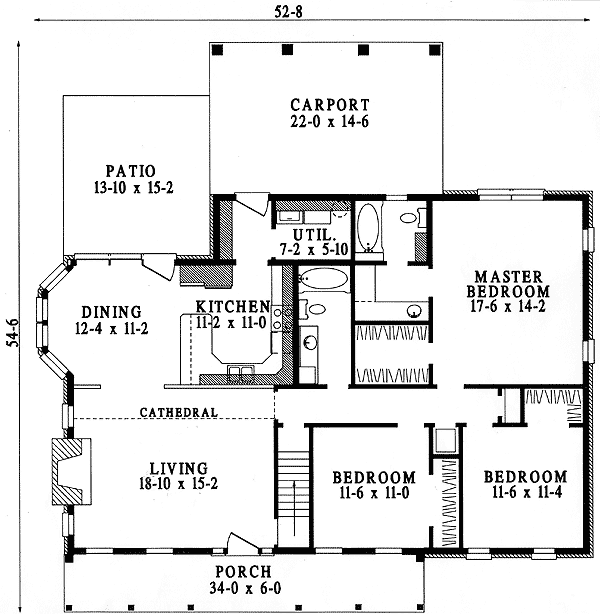 52-8
CARPORT
22-0 x 14-6
PATIO
13-10 x 15-2
UTIL.
7-2 x 5-10
MASTER
BEDROOM
17-6 x 14-2
DINING
12-4 x 11-2
KITCHEN
11-2 x 11-0
54-6
CATHEDRAL
LIVING
18-10 x 15-2
BEDROOM
11-6 x 11-0
BEDROOM
11-6 x 11-4
PORCH
34-0 x 6-0